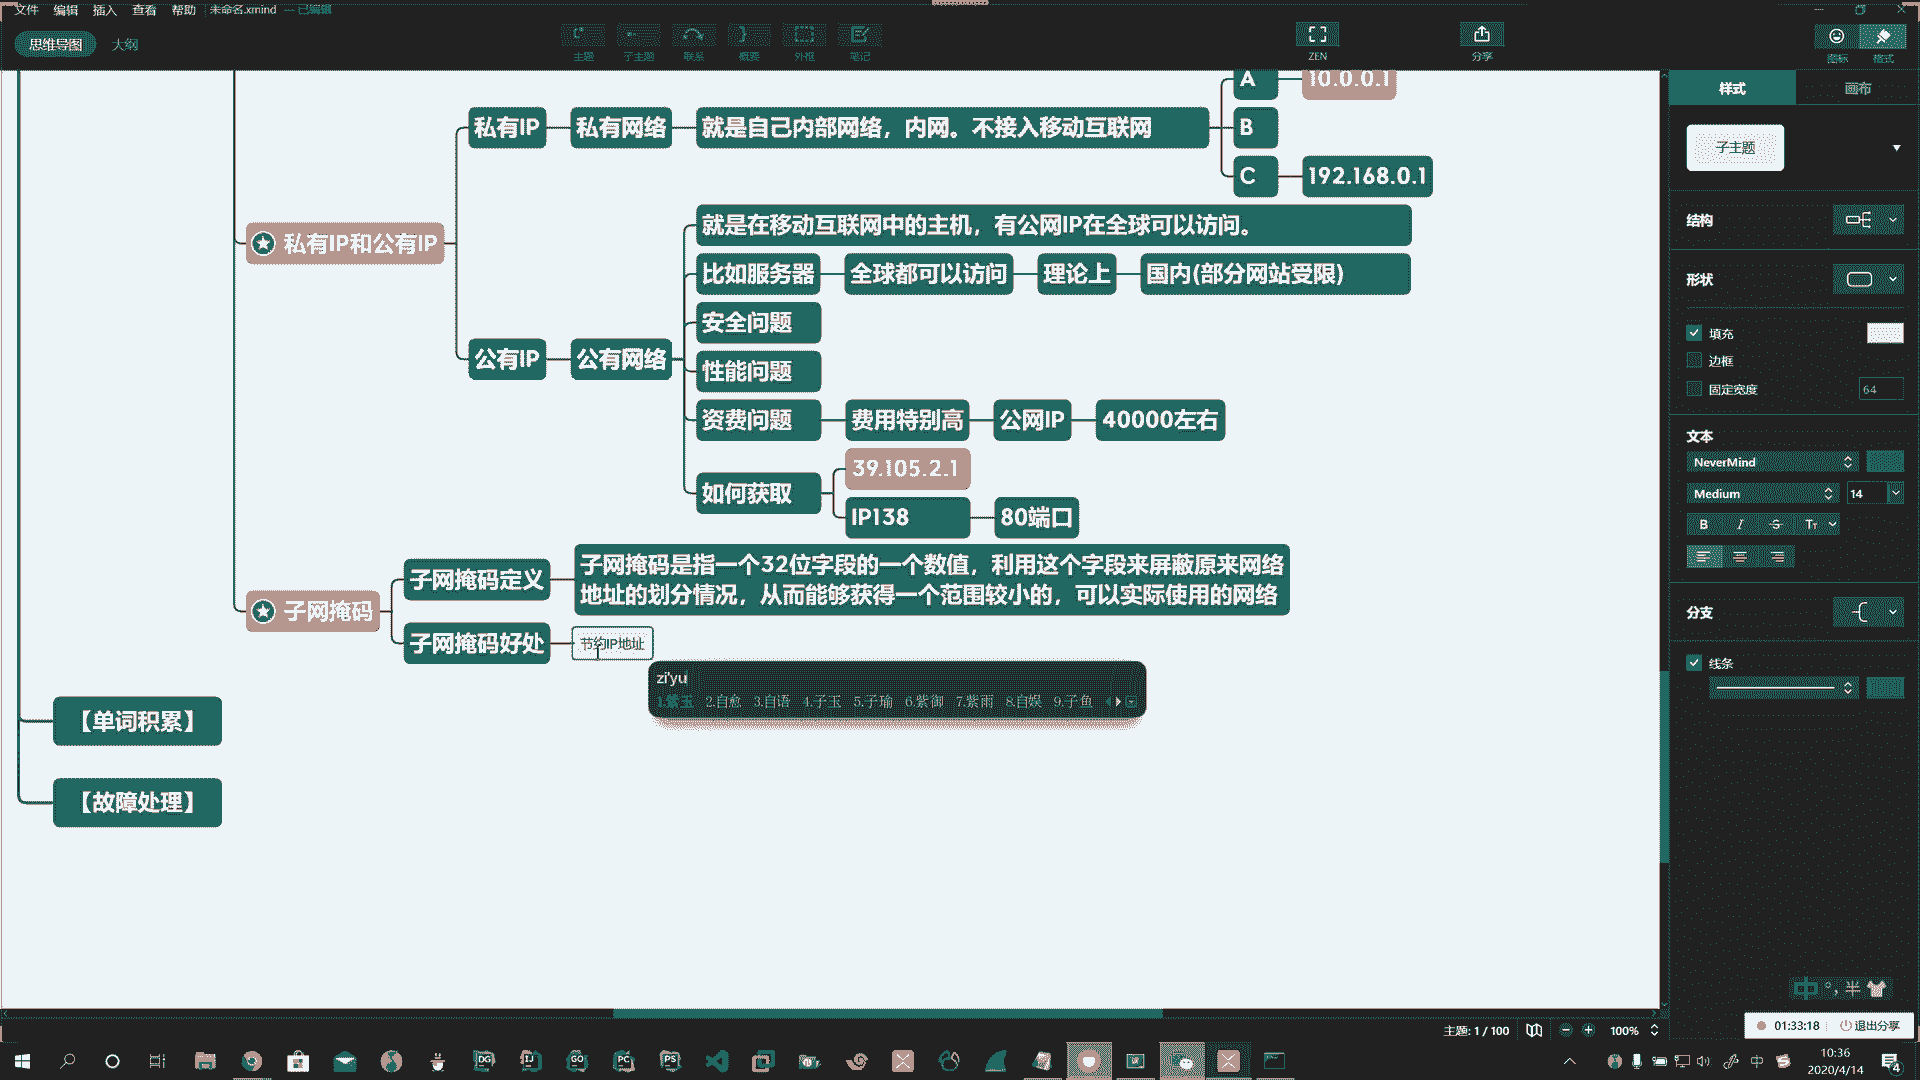 文件 编辑 插入 查看 帮助 未命名.xmind — 已编辑
思维导图 大纲
主题 子主题 联系 概要 外框 笔记 ZEN 分享 图标 格式
A 10.0.0.1
私有IP 私有网络 就是自己内部网络，内网。不接入移动互联网 B
C 192.168.0.1
私有IP和公有IP
就是在移动互联网中的主机，有公网IP在全球可以访问。
比如服务器 全球都可以访问 理论上 国内(部分网站受限)
安全问题
公有IP 公有网络
性能问题
资费问题 费用特别高 公网IP 40000左右
39.105.2.1
如何获取
IP138 80端口
子网掩码
子网掩码定义
子网掩码是指一个32位字段的一个数值，利用这个字段来屏蔽原来网络
地址的划分情况，从而能够获得一个范围较小的，可以实际使用的网络
子网掩码好处 节约IP地址
zi'yu
1.紫玉 2.自愈 3.自语 4.子玉 5.子瑜 6.紫御 7.紫雨 8.自娱 9.子鱼
【单词积累】
【故障处理】
样式 画布
子主题
结构
形状
填充
边框
固定宽度 64
文本
NeverMind
Medium 14
B I S Tт
分支
线条
中 °, 半
主题: 1 / 100 100%
01:33:18 退出分享
DG IJ GO PC PS
中
10:36
2020/4/14
4